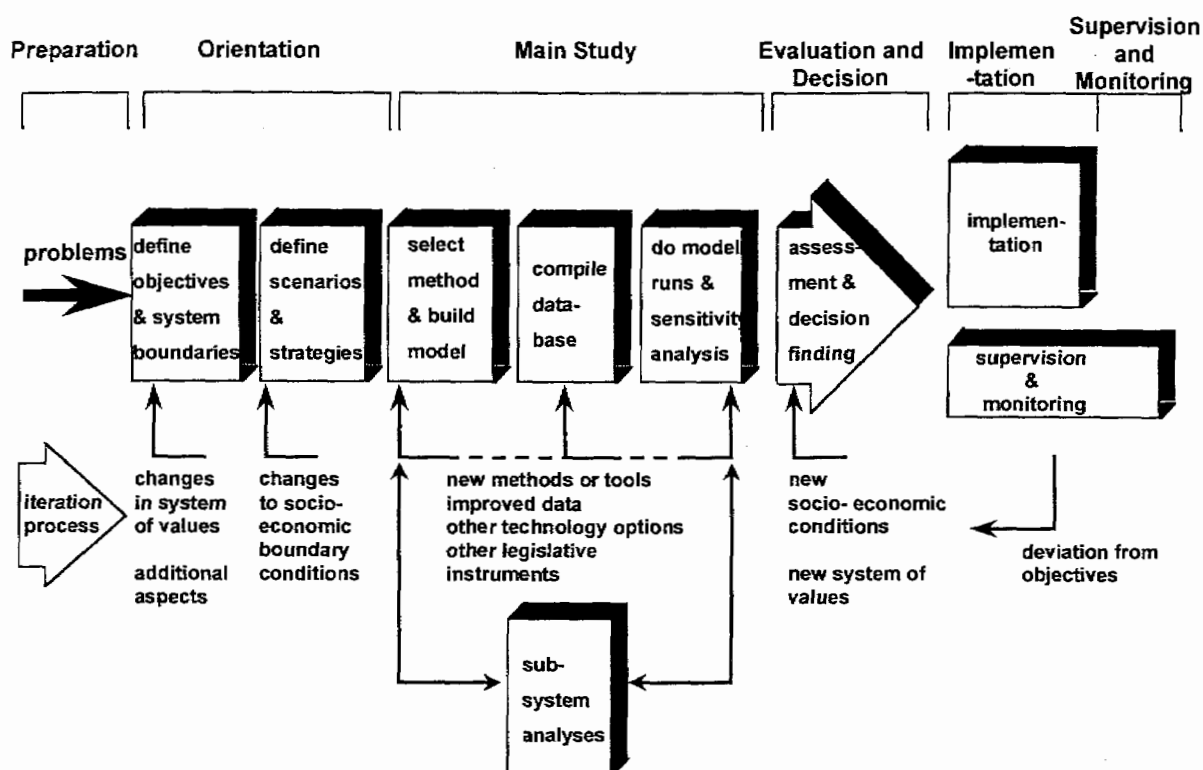 Preparation
Orientation
Main Study
Evaluation and
Decision
Implemen
-tation
Supervision
and
Monitoring
problems
define
objectives
& system
boundaries
define
scenarios
&
strategies
select
method
& build
model
compile
data-
base
do model
runs &
sensitivity
analysis
assess-
ment &
decision
finding
implemen-
tation
supervision
&
monitoring
iteration
process
changes
in system
of values
additional
aspects
changes
to socio-
economic
boundary
conditions
new methods or tools
improved data
other technology options
other legislative
instruments
new
socio-economic
conditions
new system of
values
deviation from
objectives
sub-
system
analyses